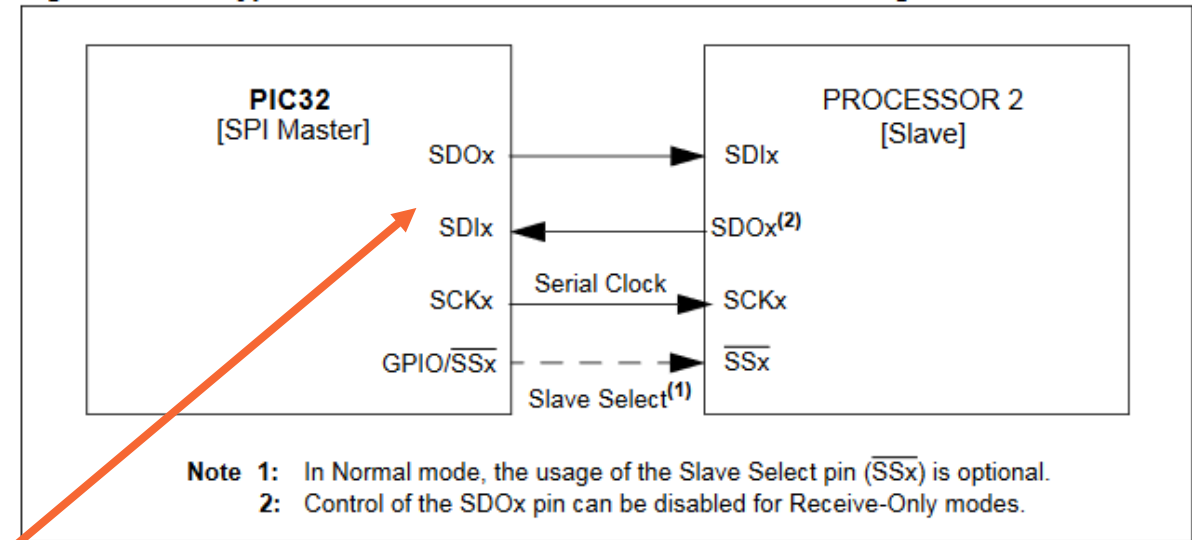 PIC32
[SPI Master]
PROCESSOR 2
[Slave]
SDOx
SDIx
SDIx
SDOx(2)
Serial Clock
SCKx
SCKx
GPIO/SSx
SSx
Slave Select(1)
Note 1: In Normal mode, the usage of the Slave Select pin (SSx) is optional.
2: Control of the SDOx pin can be disabled for Receive-Only modes.